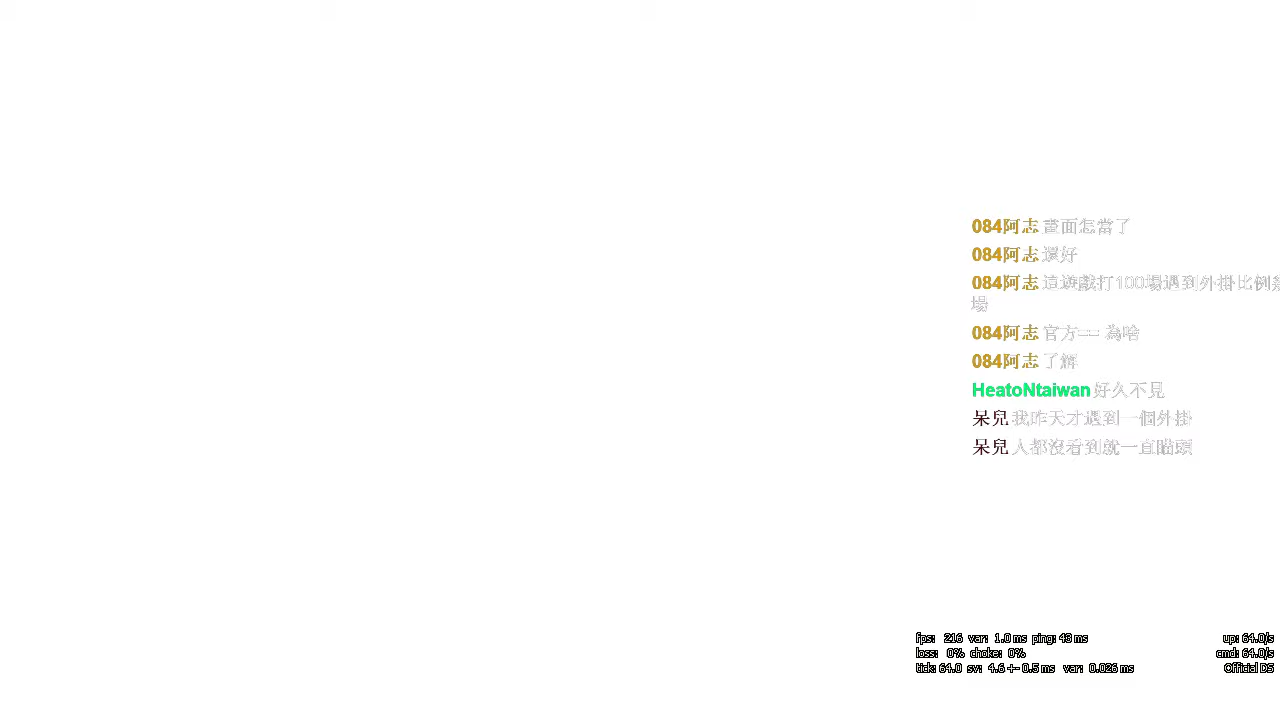 084阿志 畫面怎當了
084阿志 還好
084阿志 這遊戲打100場遇到外掛比例
場
084阿志 官方== 為啥
084阿志 了解
HeatoNtaiwan 好久不見
呆兒 我昨天才遇到一個外掛
呆兒 人都沒看到就一直瞄頭
fps: 216 var: 1.0 ms ping: 43 ms up: 64.0/s
loss: 0% choke: 0% cmd: 64.0/s
tick: 64.0 sv: 4.6 +- 0.5 ms var: 0.026 ms Official DS